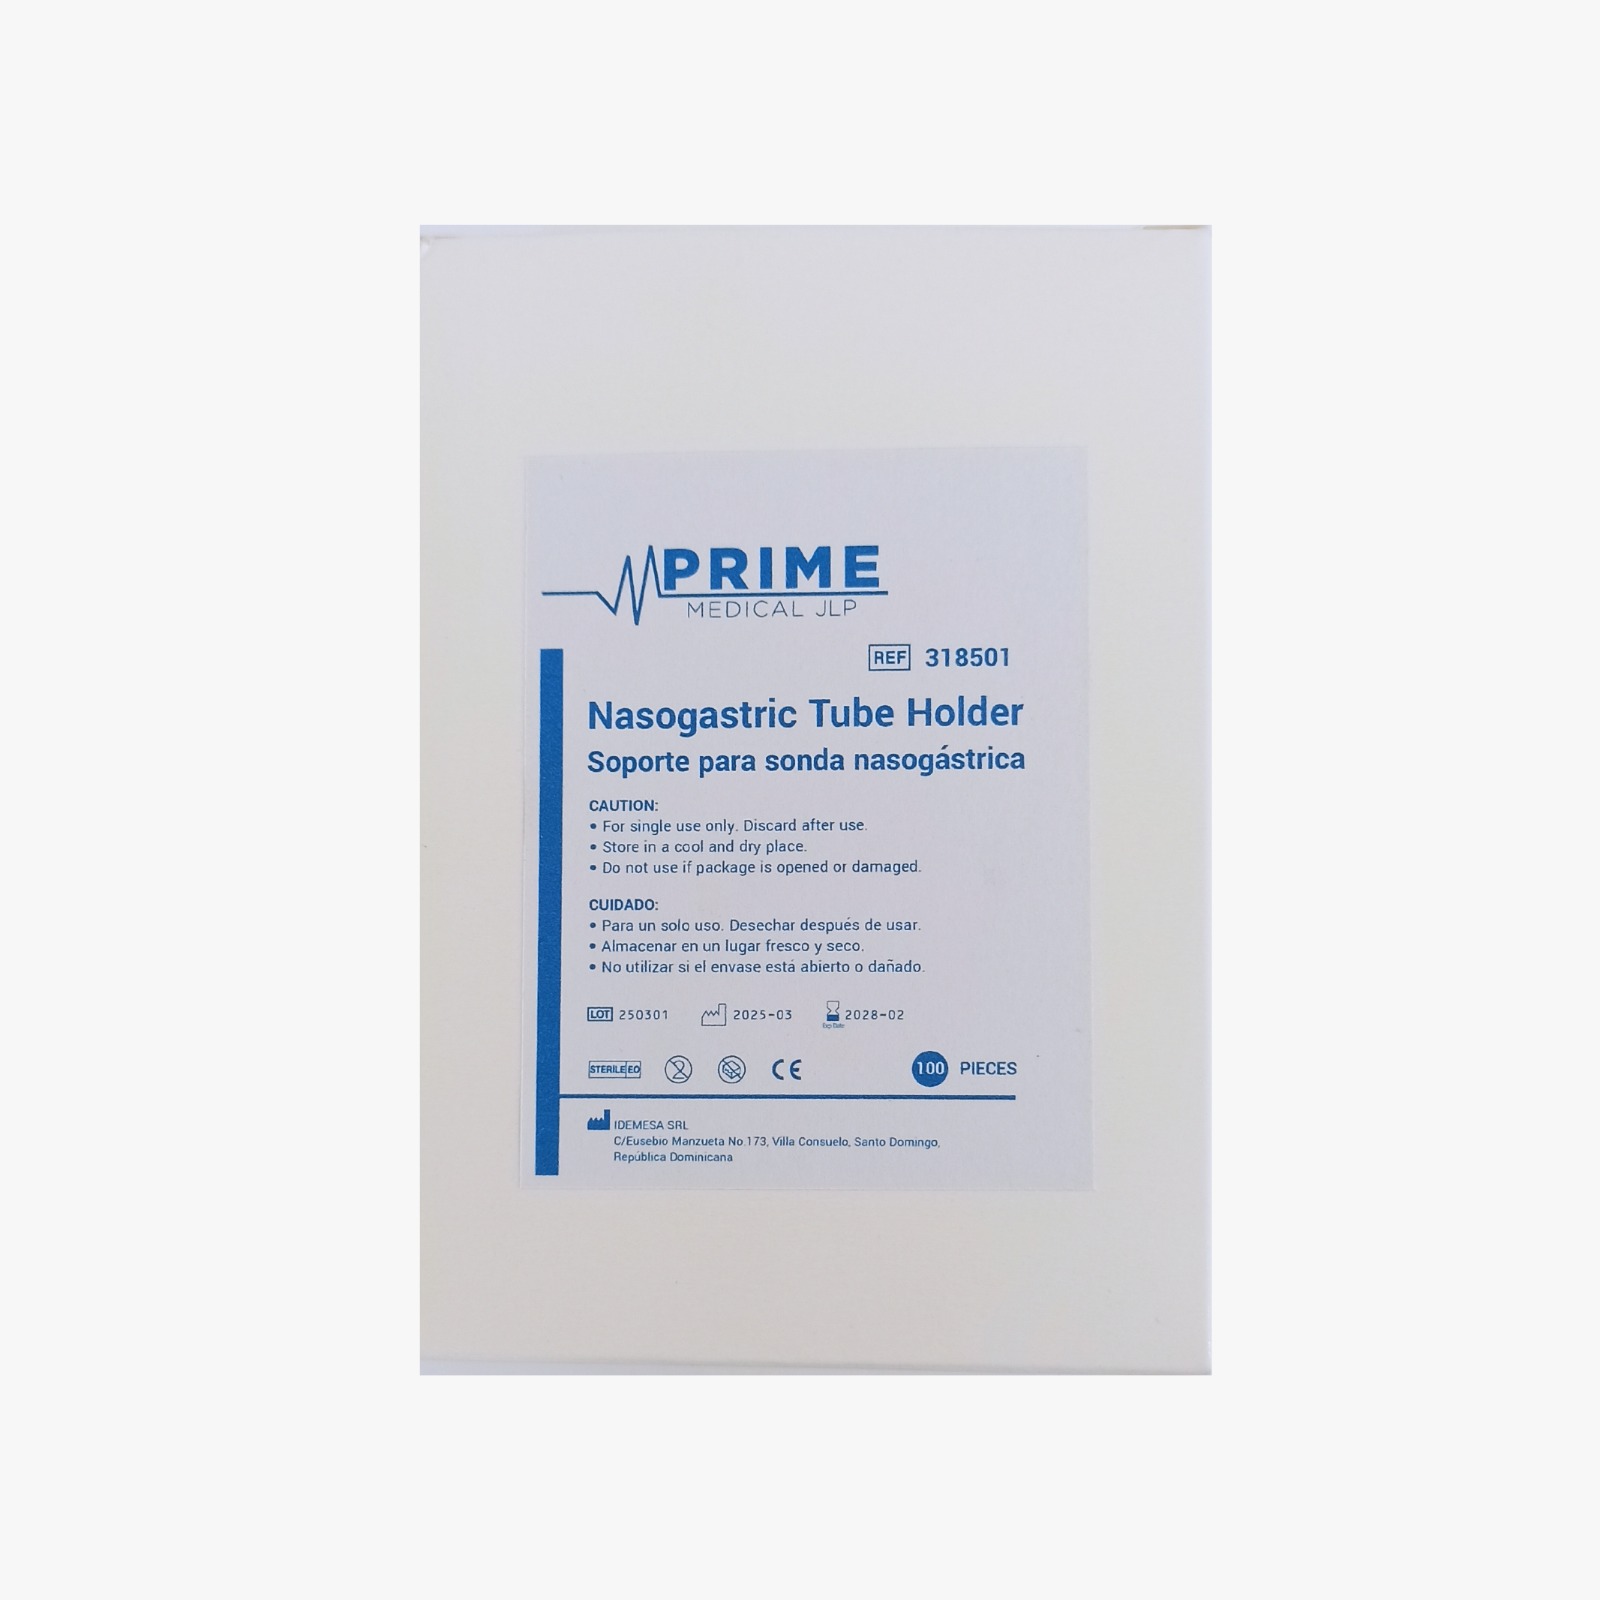 PRIME
MEDICAL JLP
REF 318501
Nasogastric Tube Holder
Soporte para sonda nasogástrica
CAUTION:
• For single use only. Discard after use.
• Store in a cool and dry place.
• Do not use if package is opened or damaged.
CUIDADO:
• Para un solo uso. Desechar después de usar.
• Almacenar en un lugar fresco y seco.
• No utilizar si el envase está abierto o dañado.
LOT 250301 2025-03 2028-02
Exp Date
STERILE EO 2 CE 100 PIECES
IDEMESA SRL
C/Eusebio Manzueta No.173, Villa Consuelo, Santo Domingo,
República Dominicana